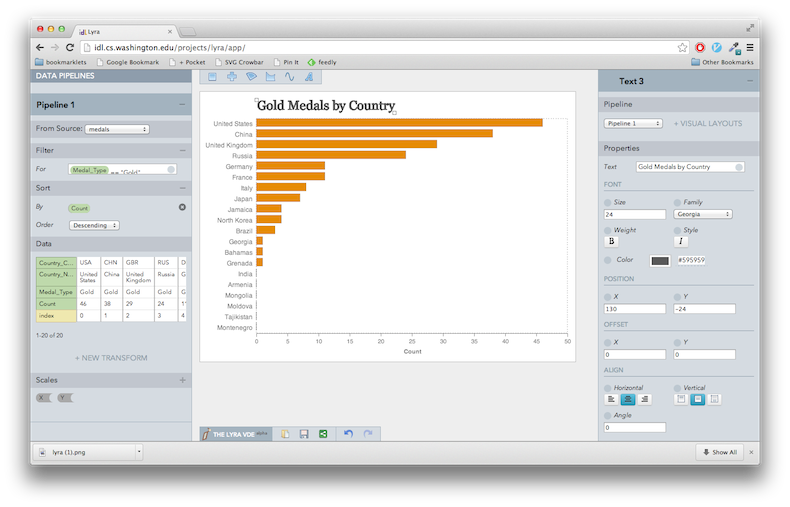 Lyra
idl.cs.washington.edu/projects/lyra/app/
bookmarklets
Google Bookmark
+ Pocket
SVG Crowbar
Pin It
feedly
Other Bookmarks
DATA PIPELINES
Pipeline 1
From Source: medals
Filter
For Medal_Type == "Gold"
Sort
By Count
Order Descending
Data
Country_C... USA CHN GBR RUS D
Country_N... United States China United Kingdom Russia G
Medal_Type Gold Gold Gold Gold G
Count 46 38 29 24 1
index 0 1 2 3 4
1-20 of 20
+ NEW TRANSFORM
Scales
X Y
Gold Medals by Country
United States
China
United Kingdom
Russia
Germany
France
Italy
Japan
Jamaica
North Korea
Brazil
Georgia
Bahamas
Grenada
India
Armenia
Mongolia
Moldova
Tajikistan
Montenegro
0 5 10 15 20 25 30 35 40 45 50
Count
THE LYRA VDE alpha
Text 3
Pipeline
Pipeline 1 + VISUAL LAYOUTS
Properties
Text Gold Medals by Country
FONT
Size Family
24 Georgia
Weight Style
B I
Color #595959
POSITION
X Y
130 -24
OFFSET
X Y
0 0
ALIGN
Horizontal Vertical
Angle
0
lyra (1).png
Show All